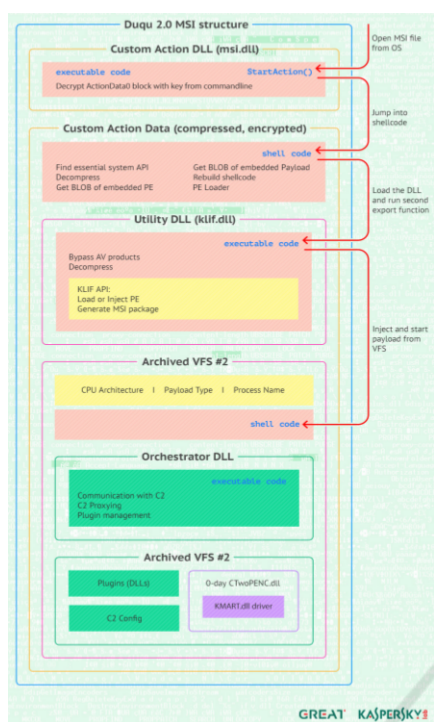 Duqu 2.0 MSI structure
Open MSI file
from OS
Custom Action DLL (msi.dll)
executable code
StartAction()
Decrypt ActionData0 block with key from commandline
Jump into
shellcode
Custom Action Data (compressed, encrypted)
shell code
Find essential system API
Decompress
Get BLOB of embedded PE
Get BLOB of embedded Payload
Rebuild shellcode
PE Loader
Load the DLL
and run second
export function
Utility DLL (klif.dll)
executable code
Bypass AV products
Decompress
KLIF API:
Load or Inject PE
Generate MSI package
Inject and start
payload from
VFS
Archived VFS #2
CPU Architecture I Payload Type I Process Name
shell code
Orchestrator DLL
executable code
Communication with C2
C2 Proxying
Plugin management
Archived VFS #2
Plugins (DLLs)
0-day CTwoPENC.dll
KMART.dll driver
C2 Config
GREAT KASPERSKY